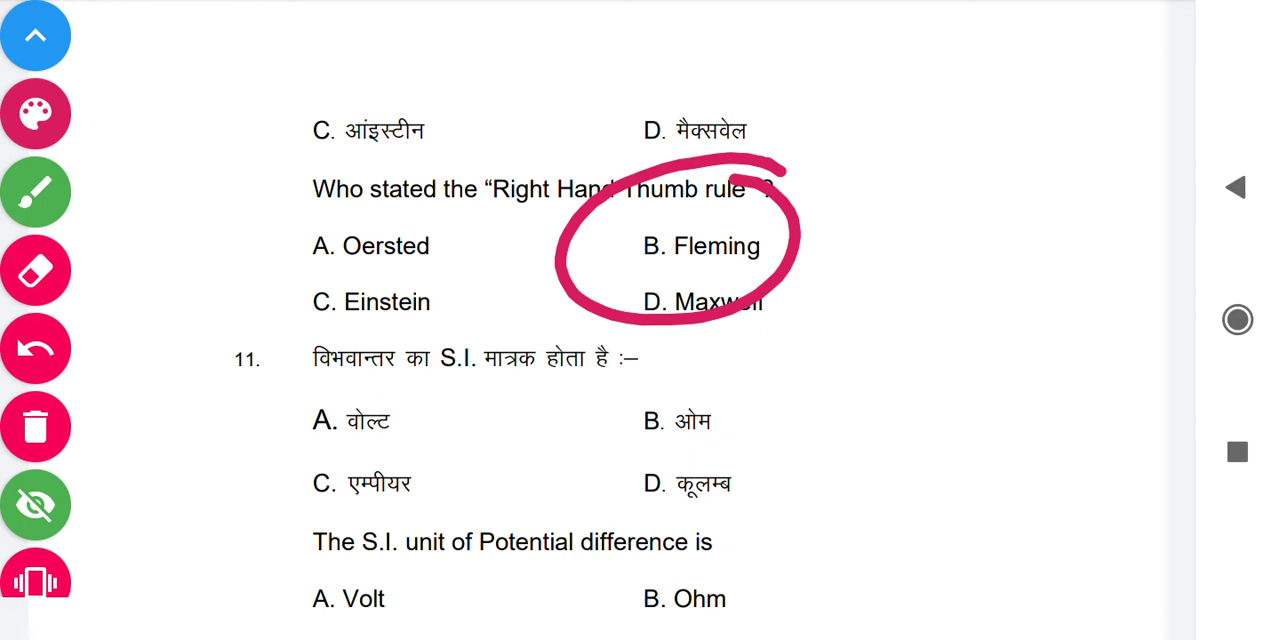 C. आंइस्टीन D. मैक्सवेल
Who stated the “Right Hand Thumb rule” ?
A. Oersted B. Fleming
C. Einstein D. Maxwell
11. विभवान्तर का S.I. मात्रक होता है :–
A. वोल्ट B. ओम
C. एम्पीयर D. कूलम्ब
The S.I. unit of Potential difference is
A. Volt B. Ohm